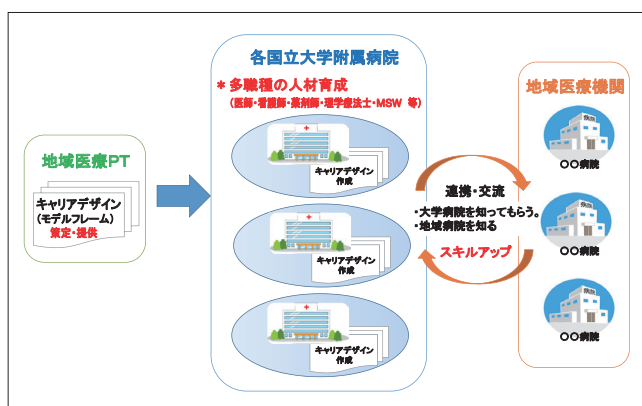 各国立大学附属病院
＊多職種の人材育成
（医師・看護師・薬剤師・理学療法士・MSW 等）
地域医療PT
キャリアデザイン
（モデルフレーム）
策定・提供
キャリアデザイン
作成
キャリアデザイン
作成
キャリアデザイン
作成
連携・交流
・大学病院を知ってもらう。
・地域病院を知る
スキルアップ
地域医療機関
病院
〇〇病院
病院
〇〇病院
病院
〇〇病院